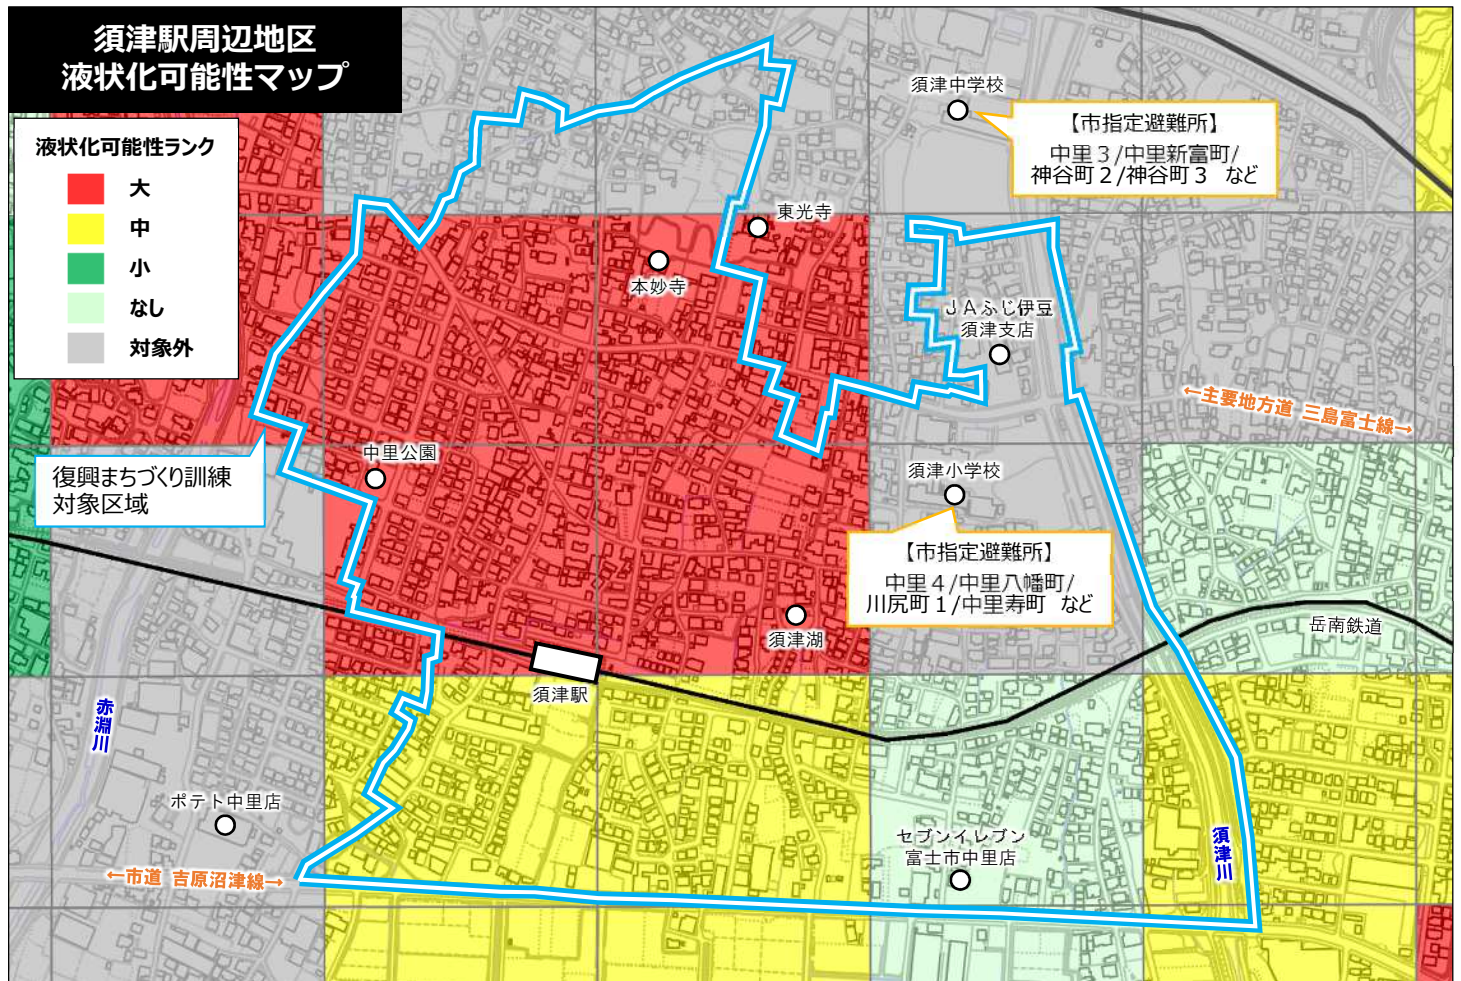 須津駅周辺地区
液状化可能性マップ
液状化可能性ランク
大
中
小
なし
対象外
須津中学校
【市指定避難所】
中里３/中里新富町/
神谷町２/神谷町３ など
東光寺
本妙寺
ＪＡふじ伊豆
須津支店
←主要地方道 三島富士線→
中里公園
復興まちづくり訓練
対象区域
須津小学校
【市指定避難所】
中里４/中里八幡町/
川尻町１/中里寿町 など
須津湖
岳南鉄道
須津駅
赤淵川
ポテト中里店
セブンイレブン
富士市中里店
須津川
←市道 吉原沼津線→